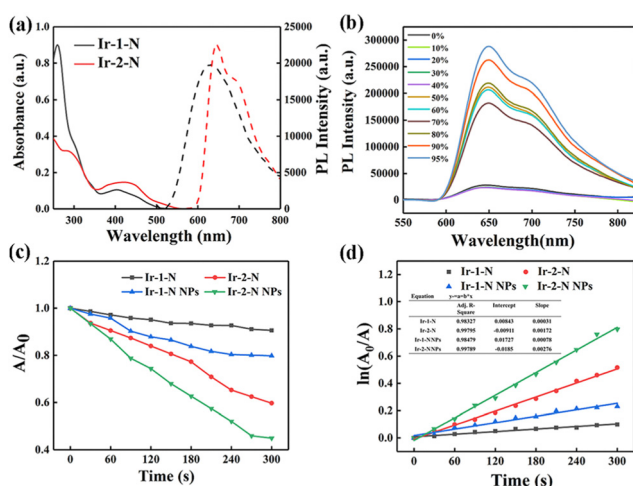 (a)
Ir-1-N
Ir-2-N
Absorbance (a.u.)
1.0
0.8
0.6
0.4
0.2
0.0
25000
20000
15000
10000
5000
0
PL Intensity (a.u.)
300 400 500 600 700 800
Wavelength (nm)
(b)
0%
10%
20%
30%
40%
50%
60%
70%
80%
90%
95%
PL Intensity (a.u.)
300000
250000
200000
150000
100000
50000
0
550 600 650 700 750 800
Wavelength(nm)
(c)
Ir-1-N Ir-2-N
Ir-1-N NPs Ir-2-N NPs
A/A0
1.2
1.0
0.8
0.6
0.4
0 60 120 180 240 300
Time (s)
(d)
Ir-1-N Ir-2-N
Ir-1-N NPs Ir-2-N NPs
Equation y=a+b*x
Adj. R-Square Intercept Slope
Ir-1-N 0.98327 0.00843 0.00031
Ir-2-N 0.99795 -0.00911 0.00172
Ir-1-NNPs 0.98479 0.01727 0.00078
Ir-2-NNPs 0.99789 -0.0185 0.00276
ln(A0/A)
1.2
1.0
0.8
0.6
0.4
0.2
0.0
0 60 120 180 240 300
Time (s)